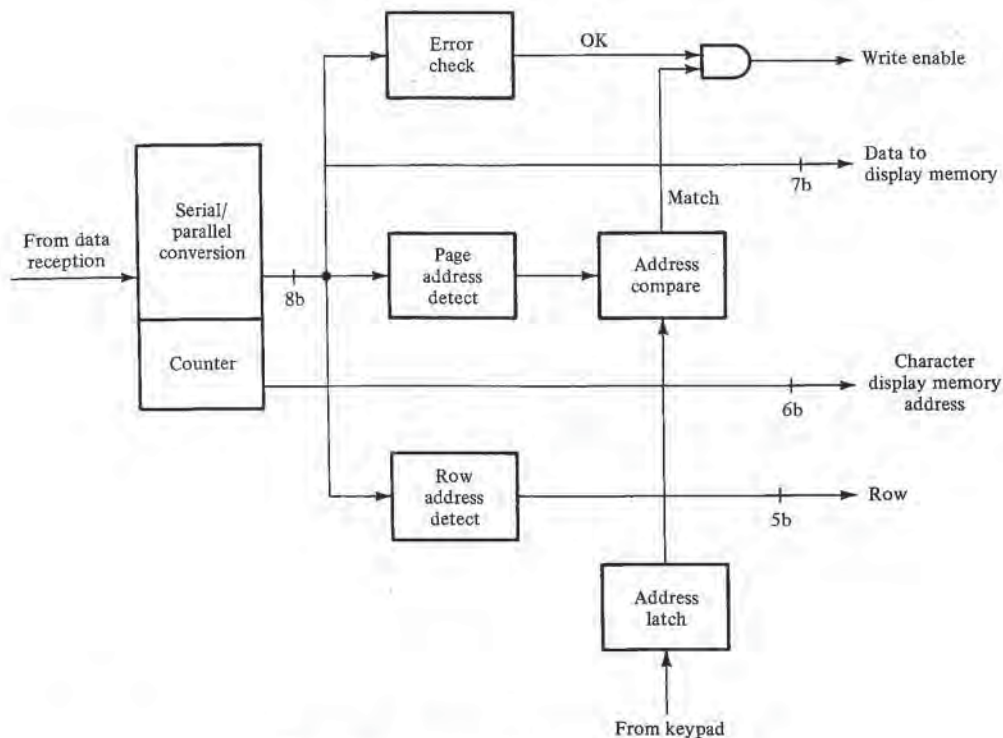 Error
check
OK
Write enable
Data to
display memory
7b
Match
Serial/
parallel
conversion
From data
reception
8b
Page
address
detect
Address
compare
Counter
Character
display memory
address
6b
Row
address
detect
Row
5b
Address
latch
From keypad